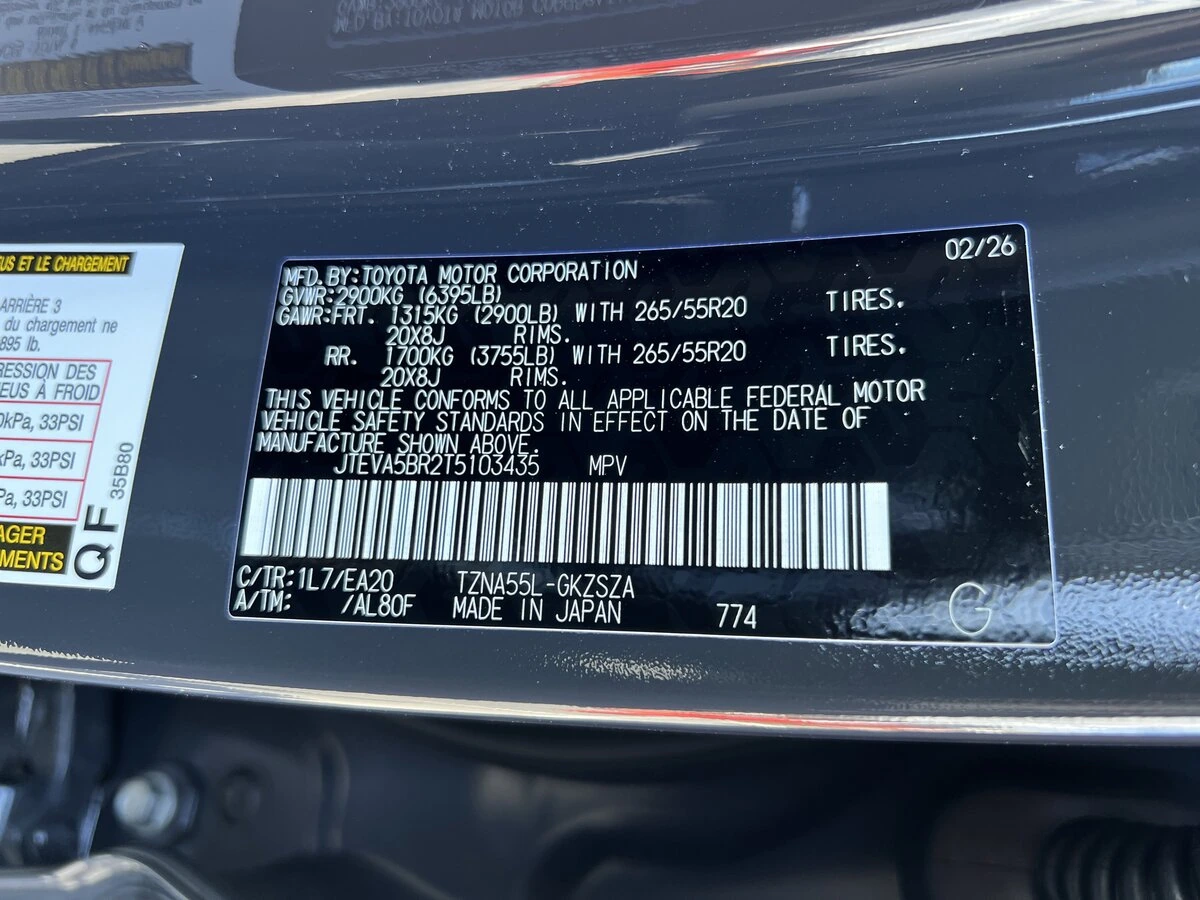 US ET LE CHARGEMENT
ARRIÈRE 3
du chargement ne
895 lb.
ESSION DES
EUS À FROID
kPa, 33PSI
kPa, 33PSI
Pa, 33PSI
AGER
MENTS
QF 35B80
02/26
MFD. BY:TOYOTA MOTOR CORPORATION
GVWR:2900KG (6395LB)
GAWR:FRT. 1315KG (2900LB) WITH 265/55R20 TIRES.
20X8J RIMS.
RR. 1700KG (3755LB) WITH 265/55R20 TIRES.
20X8J RIMS.
THIS VEHICLE CONFORMS TO ALL APPLICABLE FEDERAL MOTOR
VEHICLE SAFETY STANDARDS IN EFFECT ON THE DATE OF
MANUFACTURE SHOWN ABOVE.
JTEVA5BR2T5103435 MPV
C/TR:1L7/EA20 TZNA55L-GKZSZA
A/TM: /AL80F MADE IN JAPAN 774
G